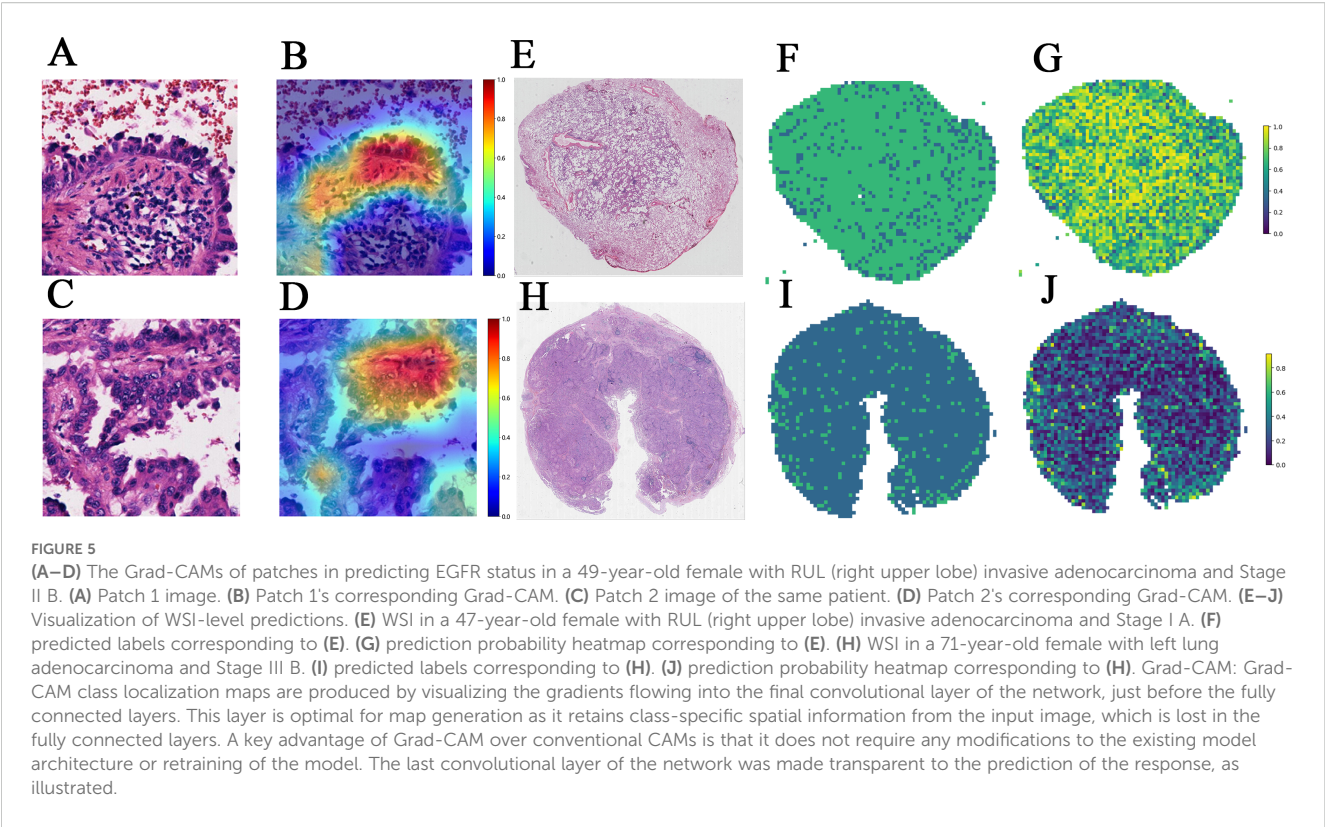 A
B
E
F
G
1.0
0.8
0.6
0.4
0.2
0.0
1.0
0.8
0.6
0.4
0.2
0.0
C
D
H
I
J
1.0
0.8
0.6
0.4
0.2
0.0
0.8
0.6
0.4
0.2
0.0
FIGURE 5
(A–D) The Grad-CAMs of patches in predicting EGFR status in a 49-year-old female with RUL (right upper lobe) invasive adenocarcinoma and Stage
II B. (A) Patch 1 image. (B) Patch 1's corresponding Grad-CAM. (C) Patch 2 image of the same patient. (D) Patch 2's corresponding Grad-CAM. (E–J)
Visualization of WSI-level predictions. (E) WSI in a 47-year-old female with RUL (right upper lobe) invasive adenocarcinoma and Stage I A. (F)
predicted labels corresponding to (E). (G) prediction probability heatmap corresponding to (E). (H) WSI in a 71-year-old female with left lung
adenocarcinoma and Stage III B. (I) predicted labels corresponding to (H). (J) prediction probability heatmap corresponding to (H). Grad-CAM: Grad-
CAM class localization maps are produced by visualizing the gradients flowing into the final convolutional layer of the network, just before the fully
connected layers. This layer is optimal for map generation as it retains class-specific spatial information from the input image, which is lost in the
fully connected layers. A key advantage of Grad-CAM over conventional CAMs is that it does not require any modifications to the existing model
architecture or retraining of the model. The last convolutional layer of the network was made transparent to the prediction of the response, as
illustrated.